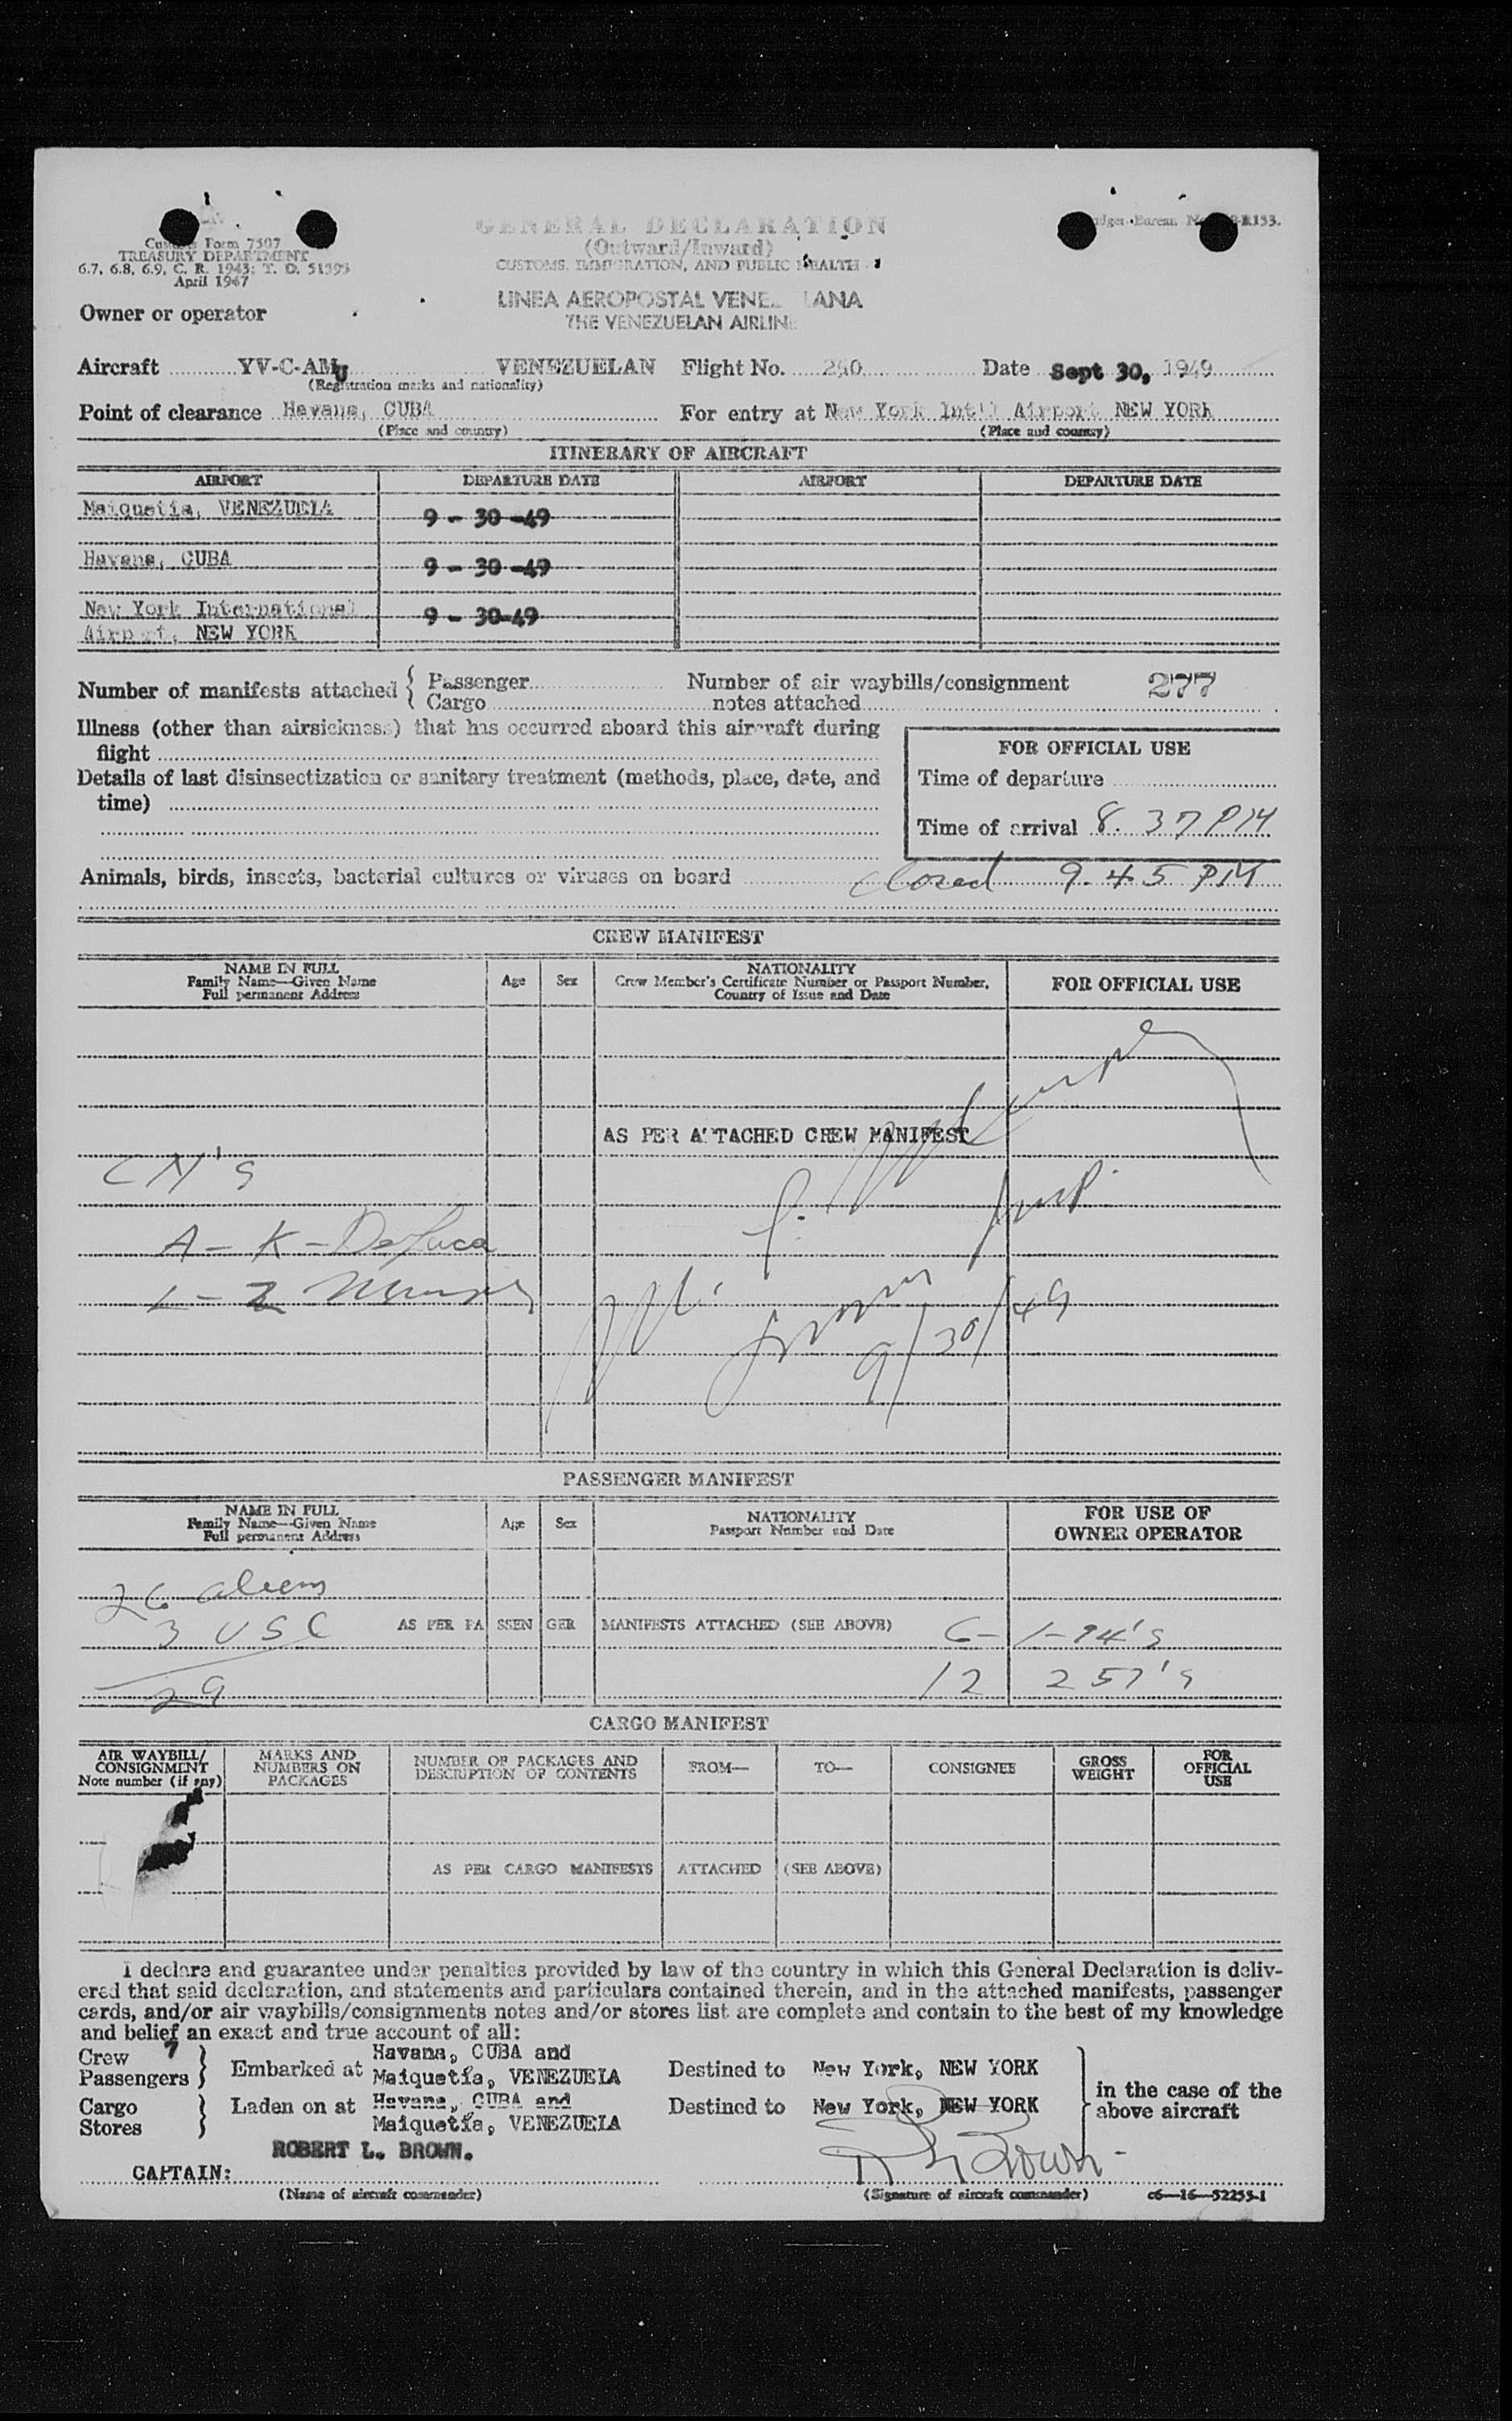 Form 7507
TREASURY DEPARTMENT
6.7, 6.8, 6.9, C. R. 1943; T. D. 51595
April 1947
GENERAL DECLARATION
(Outward/Inward)
CUSTOMS, IMMIGRATION, AND PUBLIC HEALTH
LINEA AEROPOSTAL VENE LANA
THE VENEZUELAN AIRLINE
Owner or operator
Aircraft YV-C-AMU VENEZUELAN Flight No. 240 Date Sept 30, 1949
(Registration marks and nationality)
Point of clearance Havana, CUBA For entry at New York Int'l Airport NEW YORK
(Place and country) (Place and country)
ITINERARY OF AIRCRAFT
AIRPORT DEPARTURE DATE AIRPORT DEPARTURE DATE
Maiquetia, VENEZUELA 9 - 30 -49
Havana, CUBA 9 - 30 -49
New York International 9 - 30-49
Airport, NEW YORK
Number of manifests attached { Passenger Number of air waybills/consignment 277
Cargo notes attached
Illness (other than airsickness) that has occurred aboard this aircraft during
flight
FOR OFFICIAL USE
Details of last disinsectization or sanitary treatment (methods, place, date, and
time)
Time of departure
Time of arrival 8.37 PM
Animals, birds, insects, bacterial cultures or viruses on board closed 9.45 PM
CREW MANIFEST
NAME IN FULL
Family Name—Given Name
Full permanent Address
Age Sex
NATIONALITY
Crew Member's Certificate Number or Passport Number,
Country of Issue and Date
FOR OFFICIAL USE
AS PER ATTACHED CREW MANIFEST
CM's
A - K - DeLuca
L - Z
Insp.
9/30/49
PASSENGER MANIFEST
NAME IN FULL
Family Name—Given Name
Full permanent Address
Age Sex
NATIONALITY
Passport Number and Date
FOR USE OF
OWNER OPERATOR
26 aliens
3 USC AS PER PASSENGER MANIFESTS ATTACHED (SEE ABOVE) 6- 1-94's
29 12 257's
CARGO MANIFEST
AIR WAYBILL/
CONSIGNMENT
Note number (if any)
MARKS AND
NUMBERS ON
PACKAGES
NUMBER OF PACKAGES AND
DESCRIPTION OF CONTENTS
FROM— TO— CONSIGNEE
GROSS
WEIGHT
FOR
OFFICIAL
USE
AS PER CARGO MANIFESTS ATTACHED (SEE ABOVE)
I declare and guarantee under penalties provided by law of the country in which this General Declaration is deliv-
ered that said declaration, and statements and particulars contained therein, and in the attached manifests, passenger
cards, and/or air waybills/consignments notes and/or stores list are complete and contain to the best of my knowledge
and belief an exact and true account of all:
Crew 7
Passengers } Embarked at Havana, CUBA and
Maiquetía, VENEZUELA Destined to New York, NEW YORK
Cargo
Stores } Laden on at Havana, CUBA and
Maiquetía, VENEZUELA Destined to New York, NEW YORK
} in the case of the
above aircraft
ROBERT L. BROWN.
CAPTAIN: R L Brown
(Name of aircraft commander) (Signature of aircraft commander) c6—16—52255-1